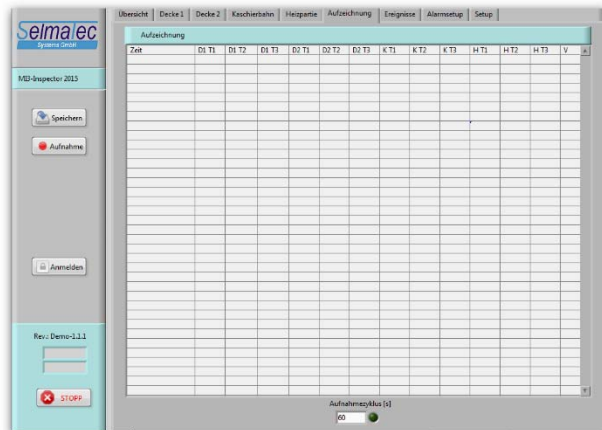 Selmatec
Systems GmbH
MI3-Inspector 2015
Speichern
Aufnahme
Anmelden
Rev.: Demo-1.1.1
STOPP
Übersicht Decke 1 Decke 2 Kaschierbahn Heizpartie Aufzeichnung Ereignisse Alarmsetup Setup
Aufzeichnung
Zeit D1 T1 D1 T2 D1 T3 D2 T1 D2 T2 D2 T3 K T1 K T2 K T3 H T1 H T2 H T3 V
Aufnahmezyklus [s]
60